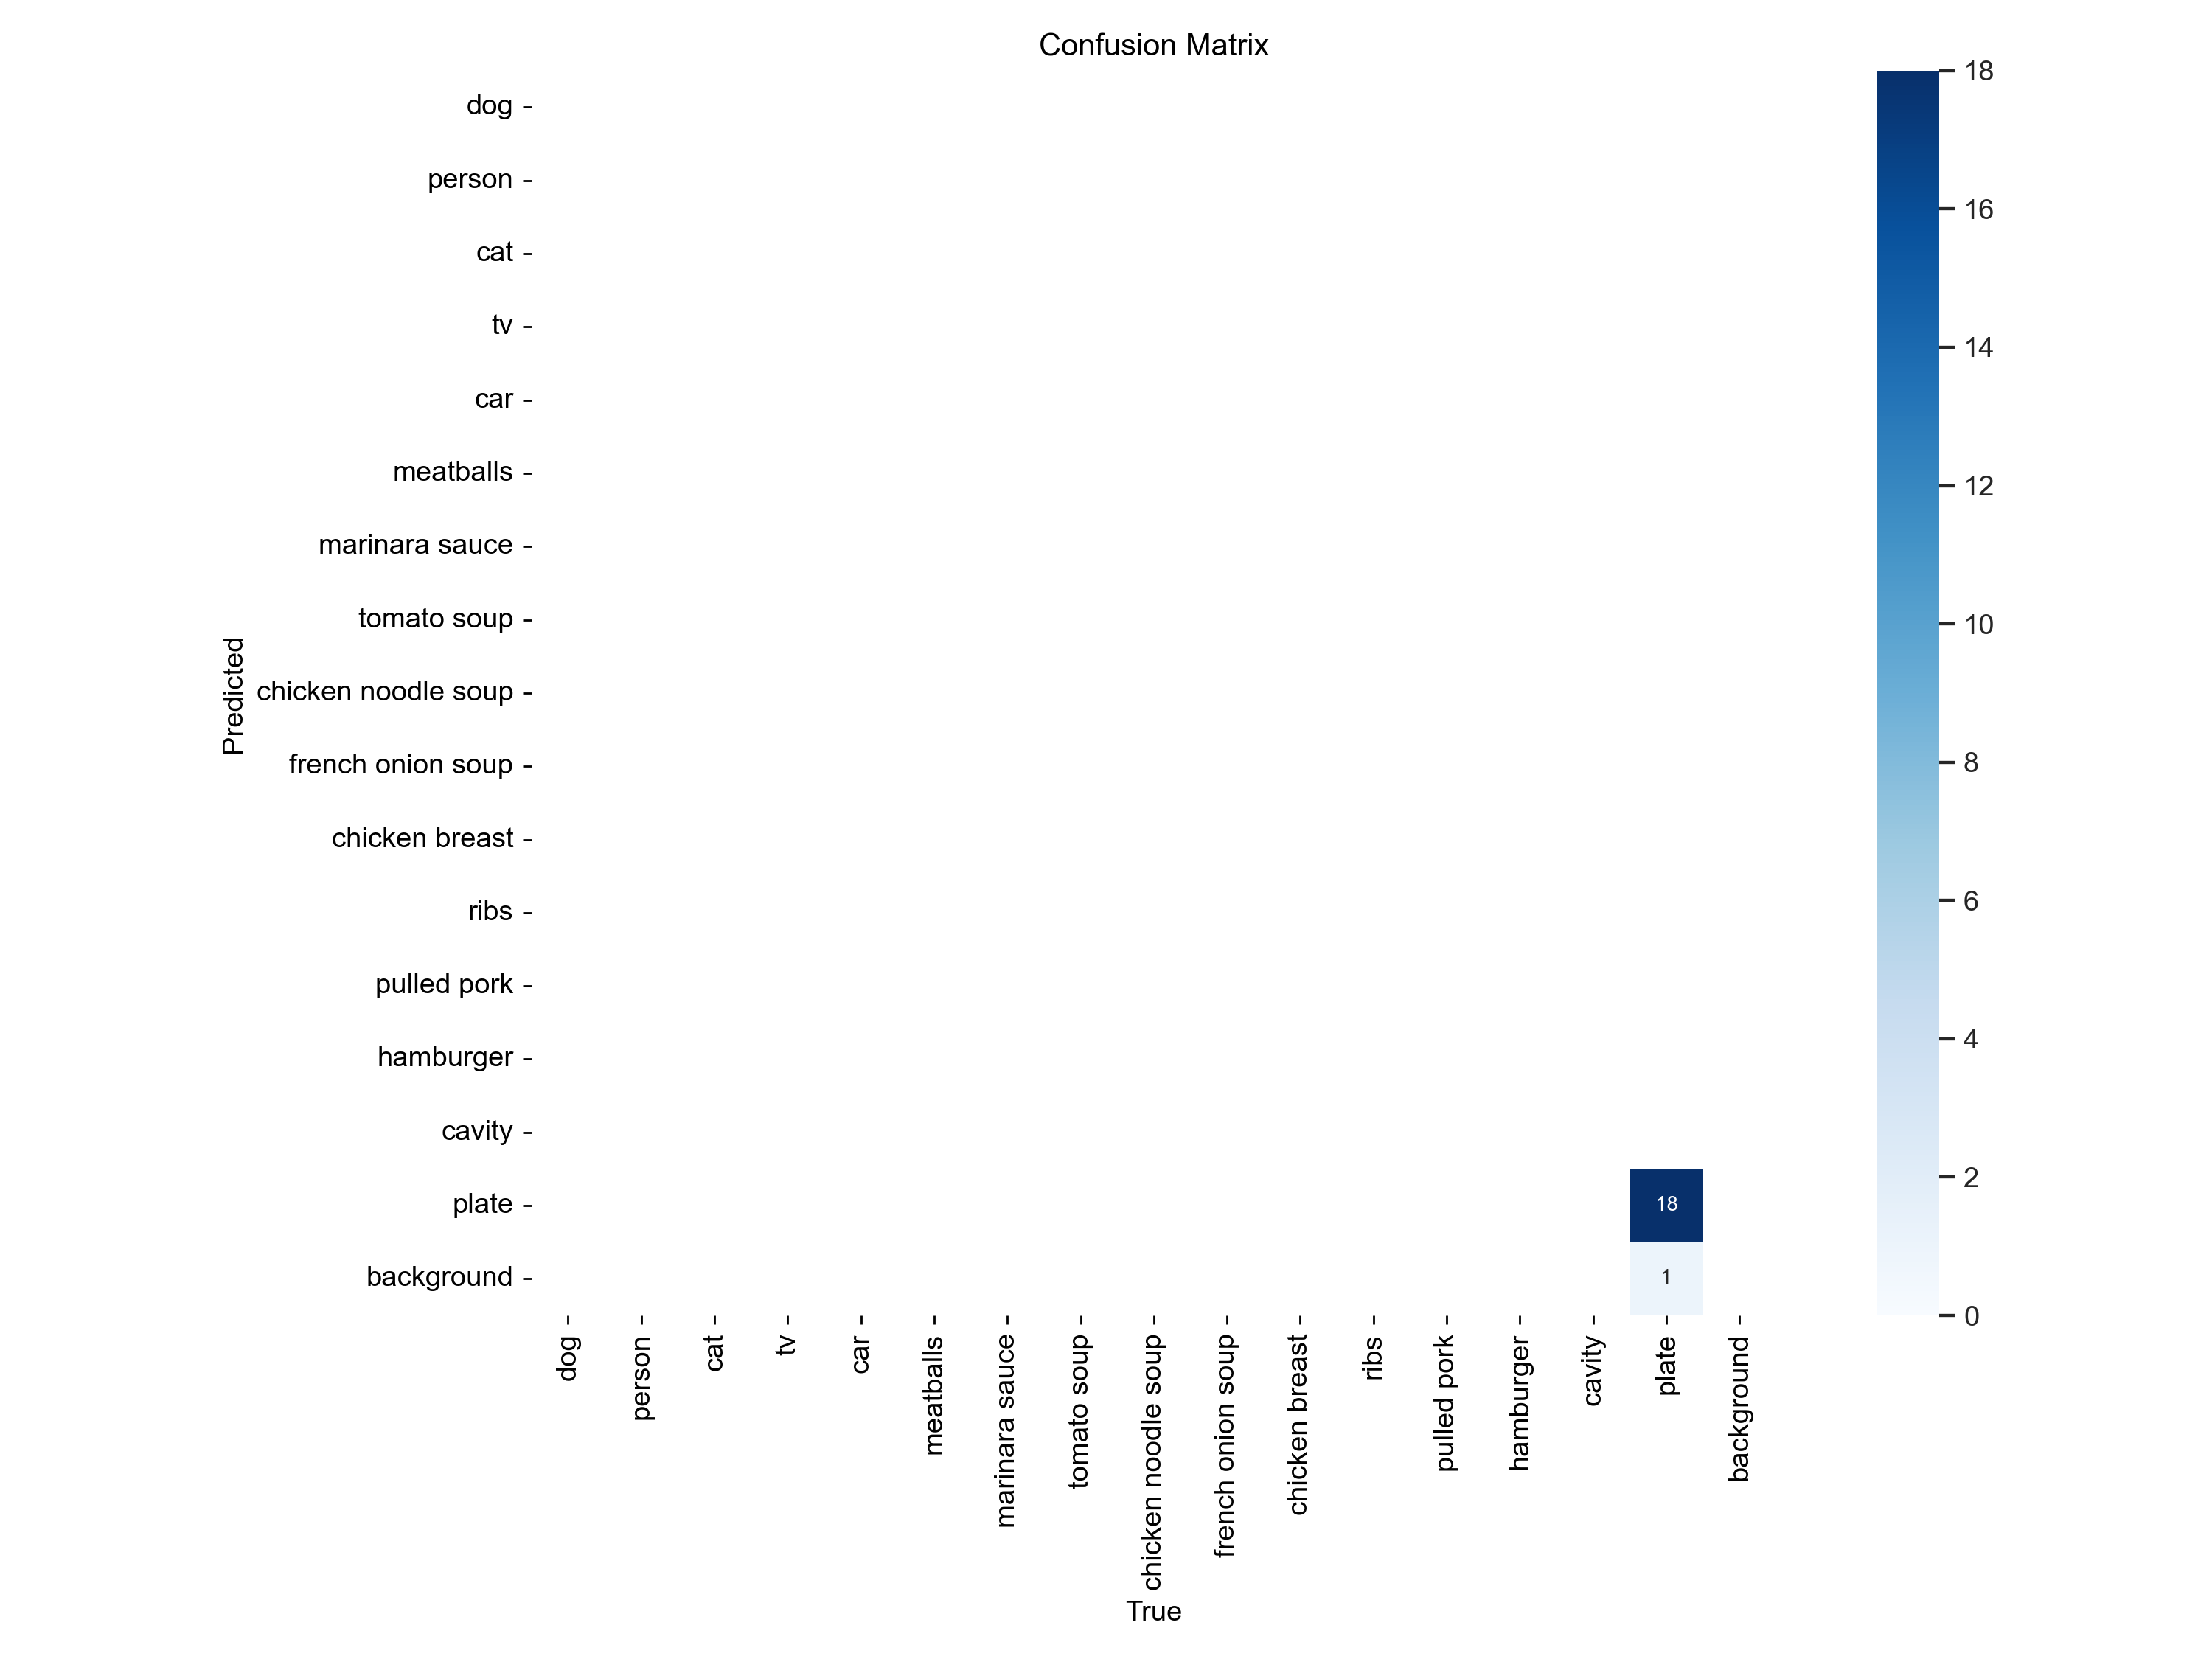 Confusion Matrix
dog
person
cat
tv
car
meatballs
marinara sauce
tomato soup
chicken noodle soup
french onion soup
chicken breast
ribs
pulled pork
hamburger
cavity
plate
background
Predicted
18
1
dog
person
cat
tv
car
meatballs
marinara sauce
tomato soup
chicken noodle soup
french onion soup
chicken breast
ribs
pulled pork
hamburger
cavity
plate
background
True
18
16
14
12
10
8
6
4
2
0